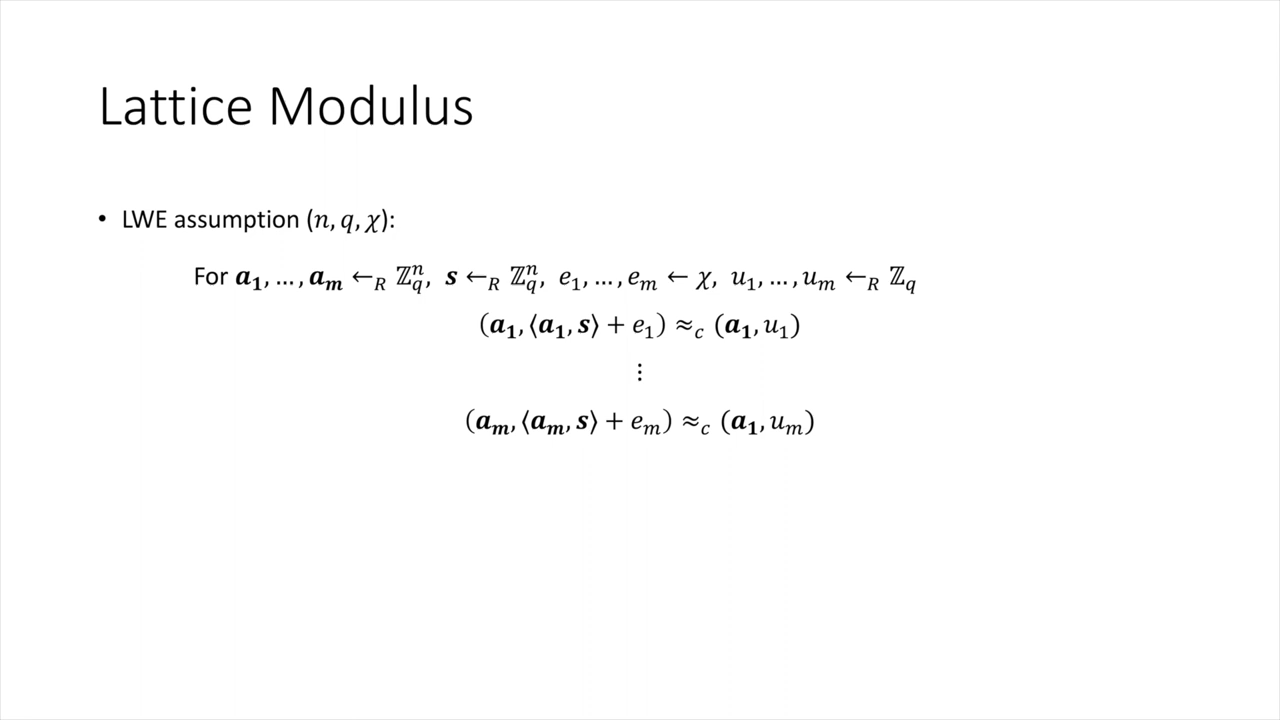 Lattice Modulus
• LWE assumption (𝑛, 𝑞, 𝜒):
For 𝒂₁, … , 𝒂ₘ ←_R ℤ_q^n, 𝒔 ←_R ℤ_q^n, 𝑒₁, … , 𝑒ₘ ← 𝜒, 𝑢₁, … , 𝑢ₘ ←_R ℤ_q
(𝒂₁, ⟨𝒂₁, 𝒔⟩ + 𝑒₁) ≈_c (𝒂₁, 𝑢₁)
⋮
(𝒂ₘ, ⟨𝒂ₘ, 𝒔⟩ + 𝑒ₘ) ≈_c (𝒂₁, 𝑢ₘ)